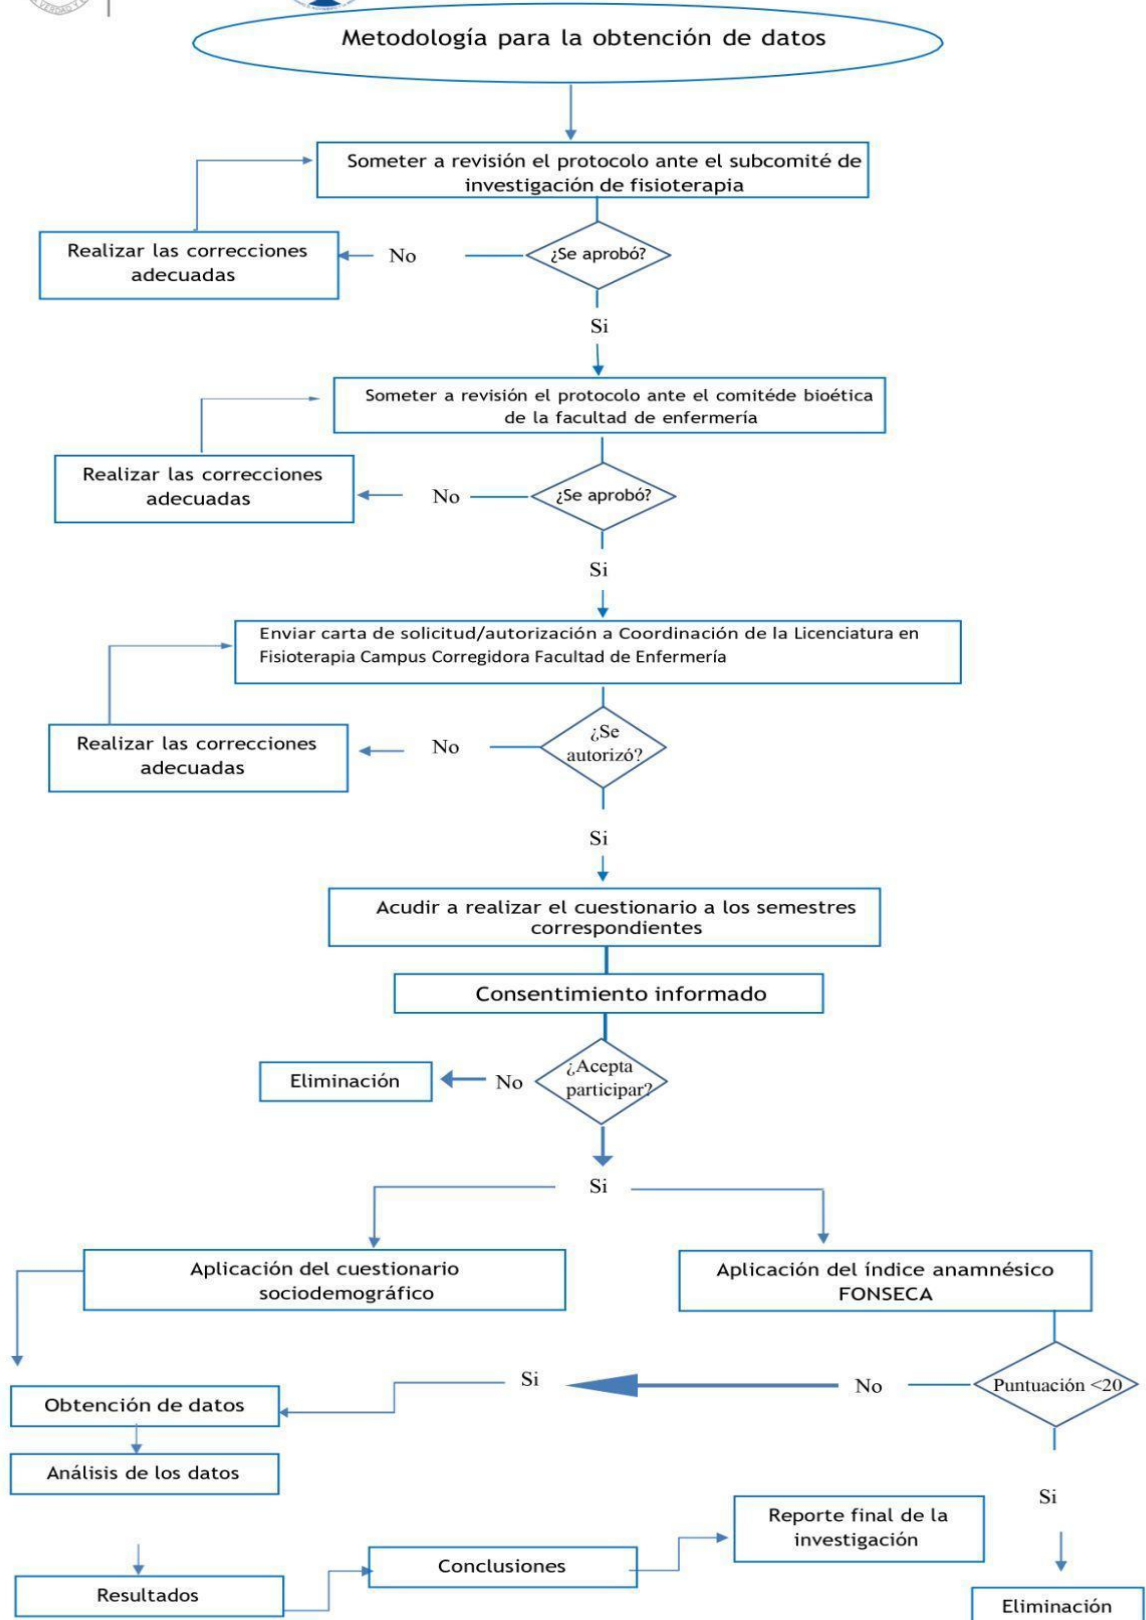 VERDAD Y
Metodología para la obtención de datos
Someter a revisión el protocolo ante el subcomité de
investigación de fisioterapia
Realizar las correcciones
adecuadas
No
¿Se aprobó?
Si
Someter a revisión el protocolo ante el comitéde bioética
de la facultad de enfermería
Realizar las correcciones
adecuadas
No
¿Se aprobó?
Si
Enviar carta de solicitud/autorización a Coordinación de la Licenciatura en
Fisioterapia Campus Corregidora Facultad de Enfermería
Realizar las correcciones
adecuadas
No
¿Se
autorizó?
Si
Acudir a realizar el cuestionario a los semestres
correspondientes
Consentimiento informado
Eliminación
No
¿Acepta
participar?
Si
Aplicación del cuestionario
sociodemográfico
Aplicación del índice anamnésico
FONSECA
Obtención de datos
Si
No
Puntuación <20
Análisis de los datos
Si
Reporte final de la
investigación
Conclusiones
Resultados
Eliminación